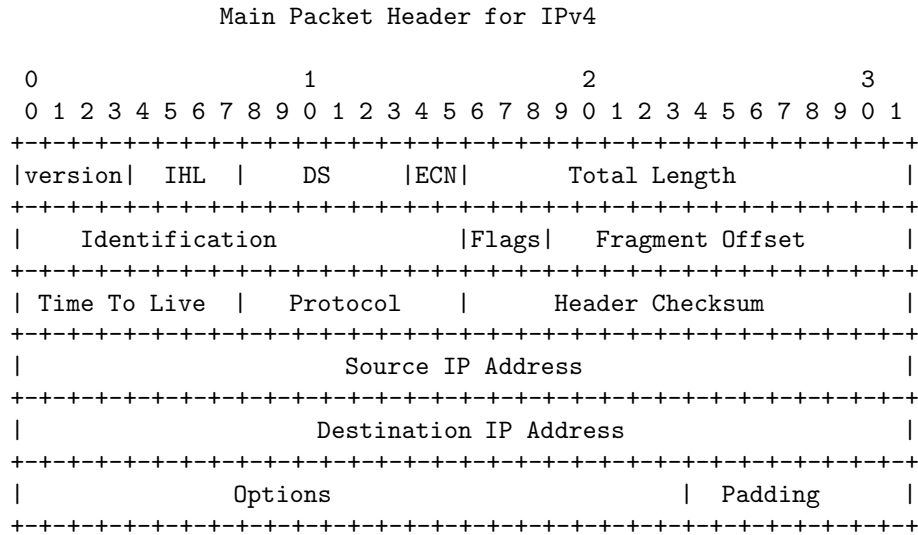 Main Packet Header for IPv4
0                   1                   2                   3
 0 1 2 3 4 5 6 7 8 9 0 1 2 3 4 5 6 7 8 9 0 1 2 3 4 5 6 7 8 9 0 1
+-+-+-+-+-+-+-+-+-+-+-+-+-+-+-+-+-+-+-+-+-+-+-+-+-+-+-+-+-+-+-+-+
|version|  IHL  |    DS     |ECN|       Total Length            |
+-+-+-+-+-+-+-+-+-+-+-+-+-+-+-+-+-+-+-+-+-+-+-+-+-+-+-+-+-+-+-+-+
|    Identification             |Flags|   Fragment Offset       |
+-+-+-+-+-+-+-+-+-+-+-+-+-+-+-+-+-+-+-+-+-+-+-+-+-+-+-+-+-+-+-+-+
| Time To Live  |   Protocol    |      Header Checksum          |
+-+-+-+-+-+-+-+-+-+-+-+-+-+-+-+-+-+-+-+-+-+-+-+-+-+-+-+-+-+-+-+-+
|                       Source IP Address                       |
+-+-+-+-+-+-+-+-+-+-+-+-+-+-+-+-+-+-+-+-+-+-+-+-+-+-+-+-+-+-+-+-+
|                     Destination IP Address                    |
+-+-+-+-+-+-+-+-+-+-+-+-+-+-+-+-+-+-+-+-+-+-+-+-+-+-+-+-+-+-+-+-+
|               Options                         |  Padding      |
+-+-+-+-+-+-+-+-+-+-+-+-+-+-+-+-+-+-+-+-+-+-+-+-+-+-+-+-+-+-+-+-+